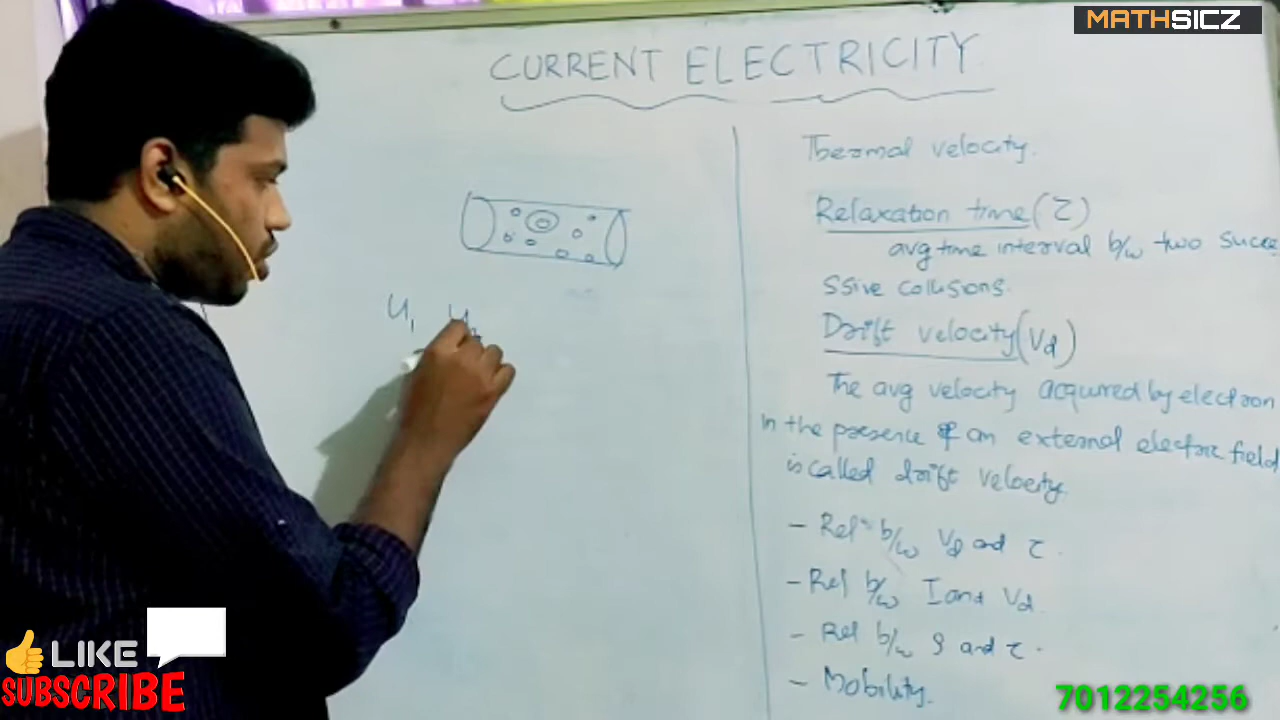 MATHSICZ
CURRENT ELECTRICITY
U1 U2
Thermal velocity.
Relaxation time (τ)
avg time interval b/w two succe
ssive collisions.
Drift velocity (Vd)
The avg velocity acquired by electron
In the presence of an external electric field
is called drift velocity.
- Relⁿ b/w Vd and τ.
- Rel b/w I and Vd
- Rel b/w ρ and τ.
- Mobility.
LIKE
SUBSCRIBE
7012254256